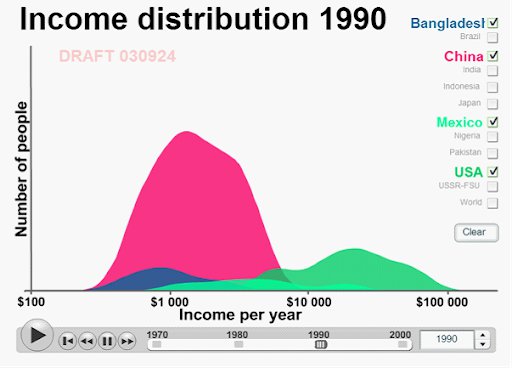 Income distribution 1990
DRAFT 030924
Number of people
Bangladesh
Brazil
China
India
Indonesia
Japan
Mexico
Nigeria
Pakistan
USA
USSR-FSU
World
Clear
$100
$1 000
$10 000
$100 000
Income per year
1970
1980
1990
2000
1990